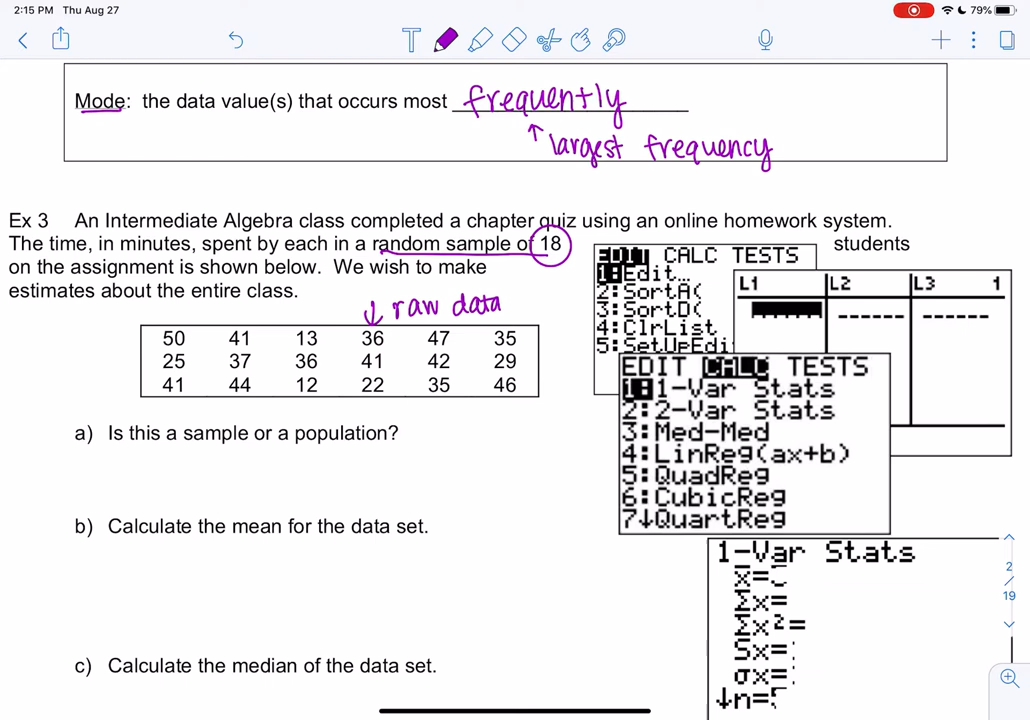 2:15 PM Thu Aug 27
79%
T
Mode: the data value(s) that occurs most frequently
↑ largest frequency
Ex 3 An Intermediate Algebra class completed a chapter quiz using an online homework system.
The time, in minutes, spent by each in a random sample of 18 students
on the assignment is shown below. We wish to make
estimates about the entire class.
↓ raw data
50 41 13 36 47 35
25 37 36 41 42 29
41 44 12 22 35 46
a) Is this a sample or a population?
b) Calculate the mean for the data set.
c) Calculate the median of the data set.
EDIT CALC TESTS
1:Edit…
2:SortA(
3:SortD(
4:ClrList
5:SetUpEdi
L1 L2 L3 1
EDIT CALC TESTS
1:1-Var Stats
2:2-Var Stats
3:Med-Med
4:LinReg(ax+b)
5:QuadReg
6:CubicReg
7↓QuartReg
1-Var Stats
x̄=
Σx=
Σx²=
Sx=
σx=
↓n=
2
/
19